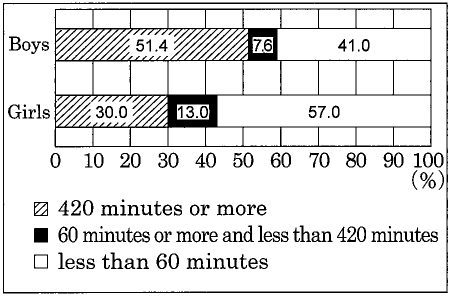 Boys 51.4 7.6 41.0
Girls 30.0 13.0 57.0
0 10 20 30 40 50 60 70 80 90 100
(%)
420 minutes or more
60 minutes or more and less than 420 minutes
less than 60 minutes